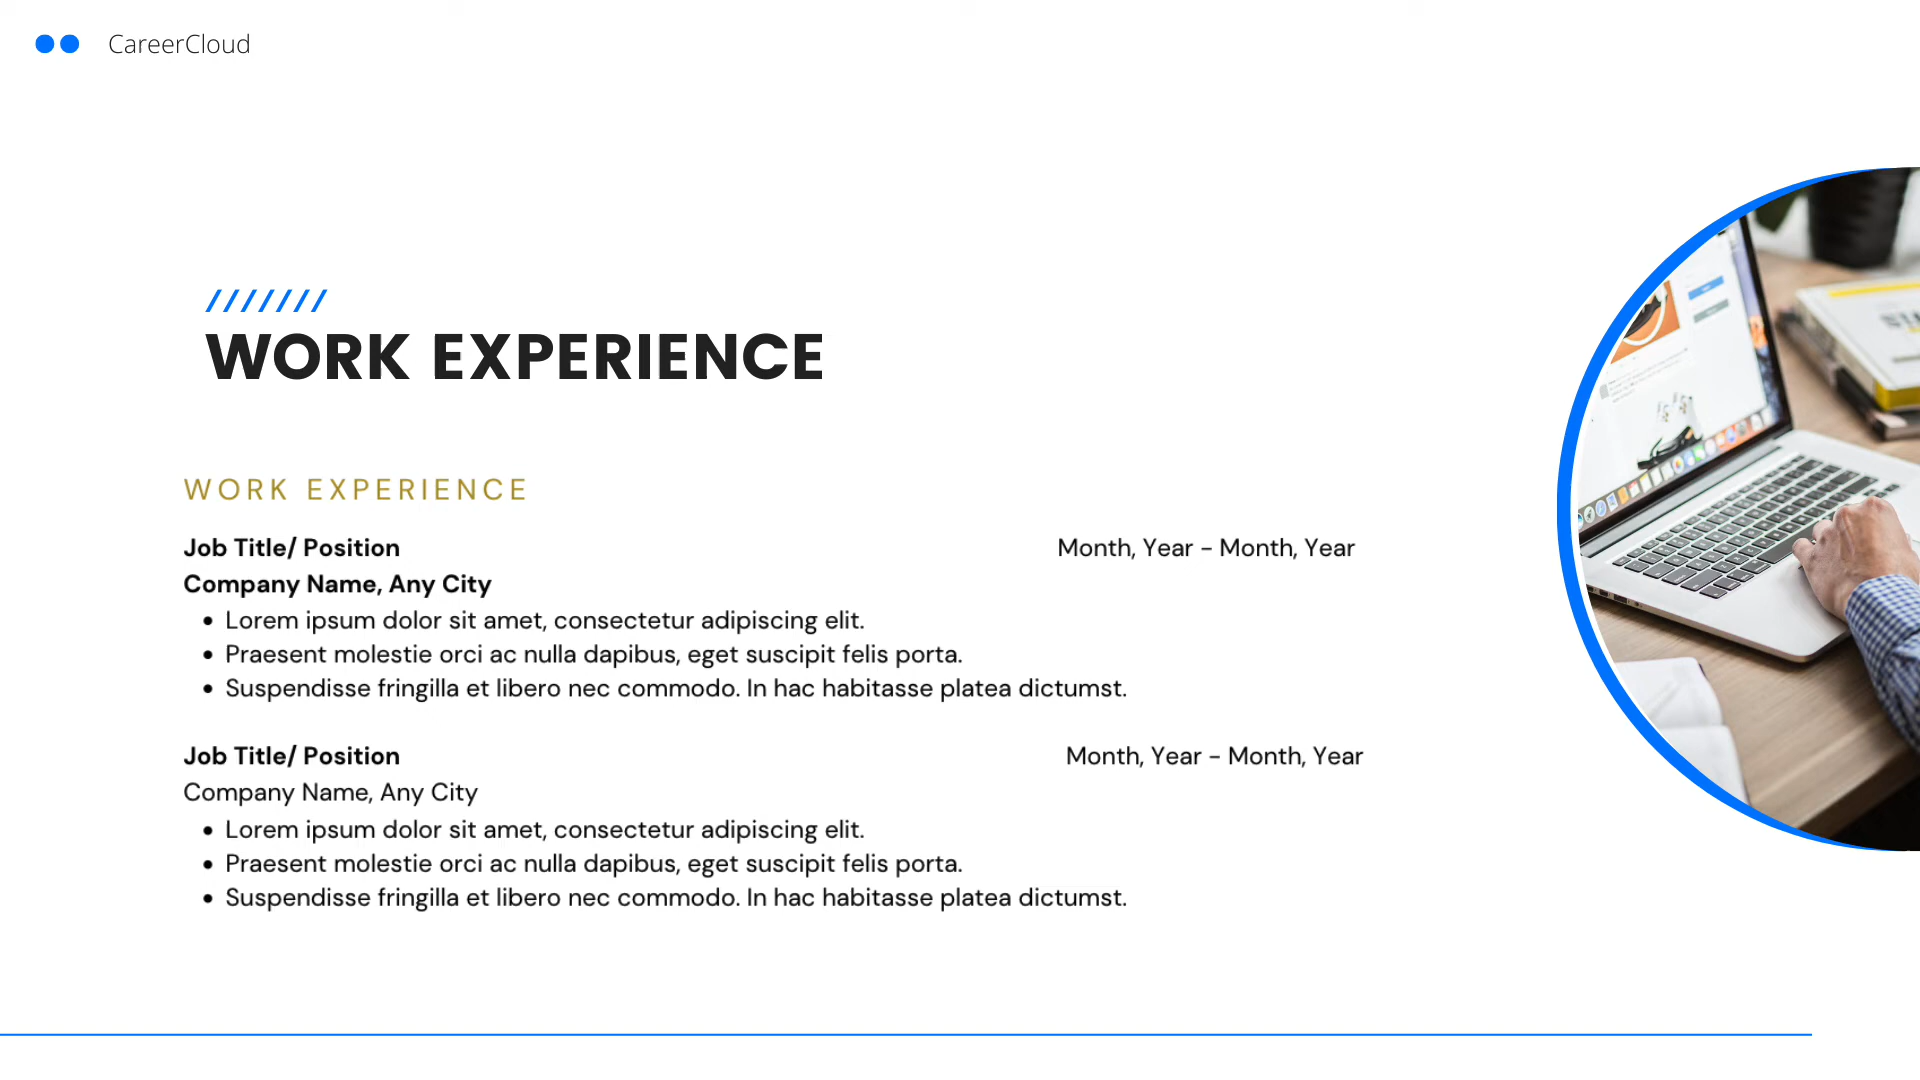 CareerCloud
WORK EXPERIENCE
WORK EXPERIENCE
Job Title/ Position Month, Year - Month, Year
Company Name, Any City
• Lorem ipsum dolor sit amet, consectetur adipiscing elit.
• Praesent molestie orci ac nulla dapibus, eget suscipit felis porta.
• Suspendisse fringilla et libero nec commodo. In hac habitasse platea dictumst.
Job Title/ Position Month, Year - Month, Year
Company Name, Any City
• Lorem ipsum dolor sit amet, consectetur adipiscing elit.
• Praesent molestie orci ac nulla dapibus, eget suscipit felis porta.
• Suspendisse fringilla et libero nec commodo. In hac habitasse platea dictumst.